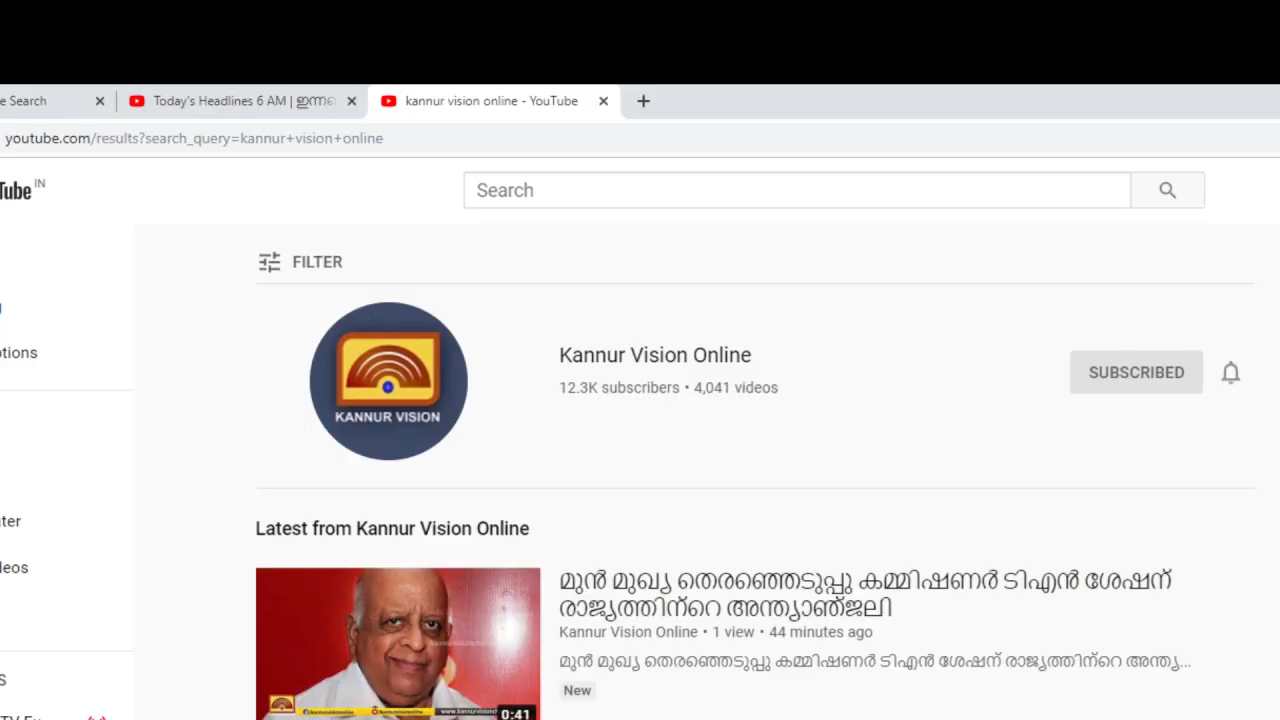 e Search
Today's Headlines 6 AM | ഇന്ന
kannur vision online - YouTube
youtube.com/results?search_query=kannur+vision+online
Tube IN
Search
FILTER
KANNUR VISION
Kannur Vision Online
12.3K subscribers • 4,041 videos
SUBSCRIBED
tions
ter
leos
S
Latest from Kannur Vision Online
മുൻ മുഖ്യ തെരഞ്ഞെടുപ്പു കമ്മിഷണർ ടിഎൻ ശേഷന്
രാജ്യത്തിന്റെ അന്ത്യാഞ്ജലി
Kannur Vision Online • 1 view • 44 minutes ago
മുൻ മുഖ്യ തെരഞ്ഞെടുപ്പു കമ്മിഷണർ ടിഎൻ ശേഷന് രാജ്യത്തിന്റെ അന്ത്യ...
New
0:41